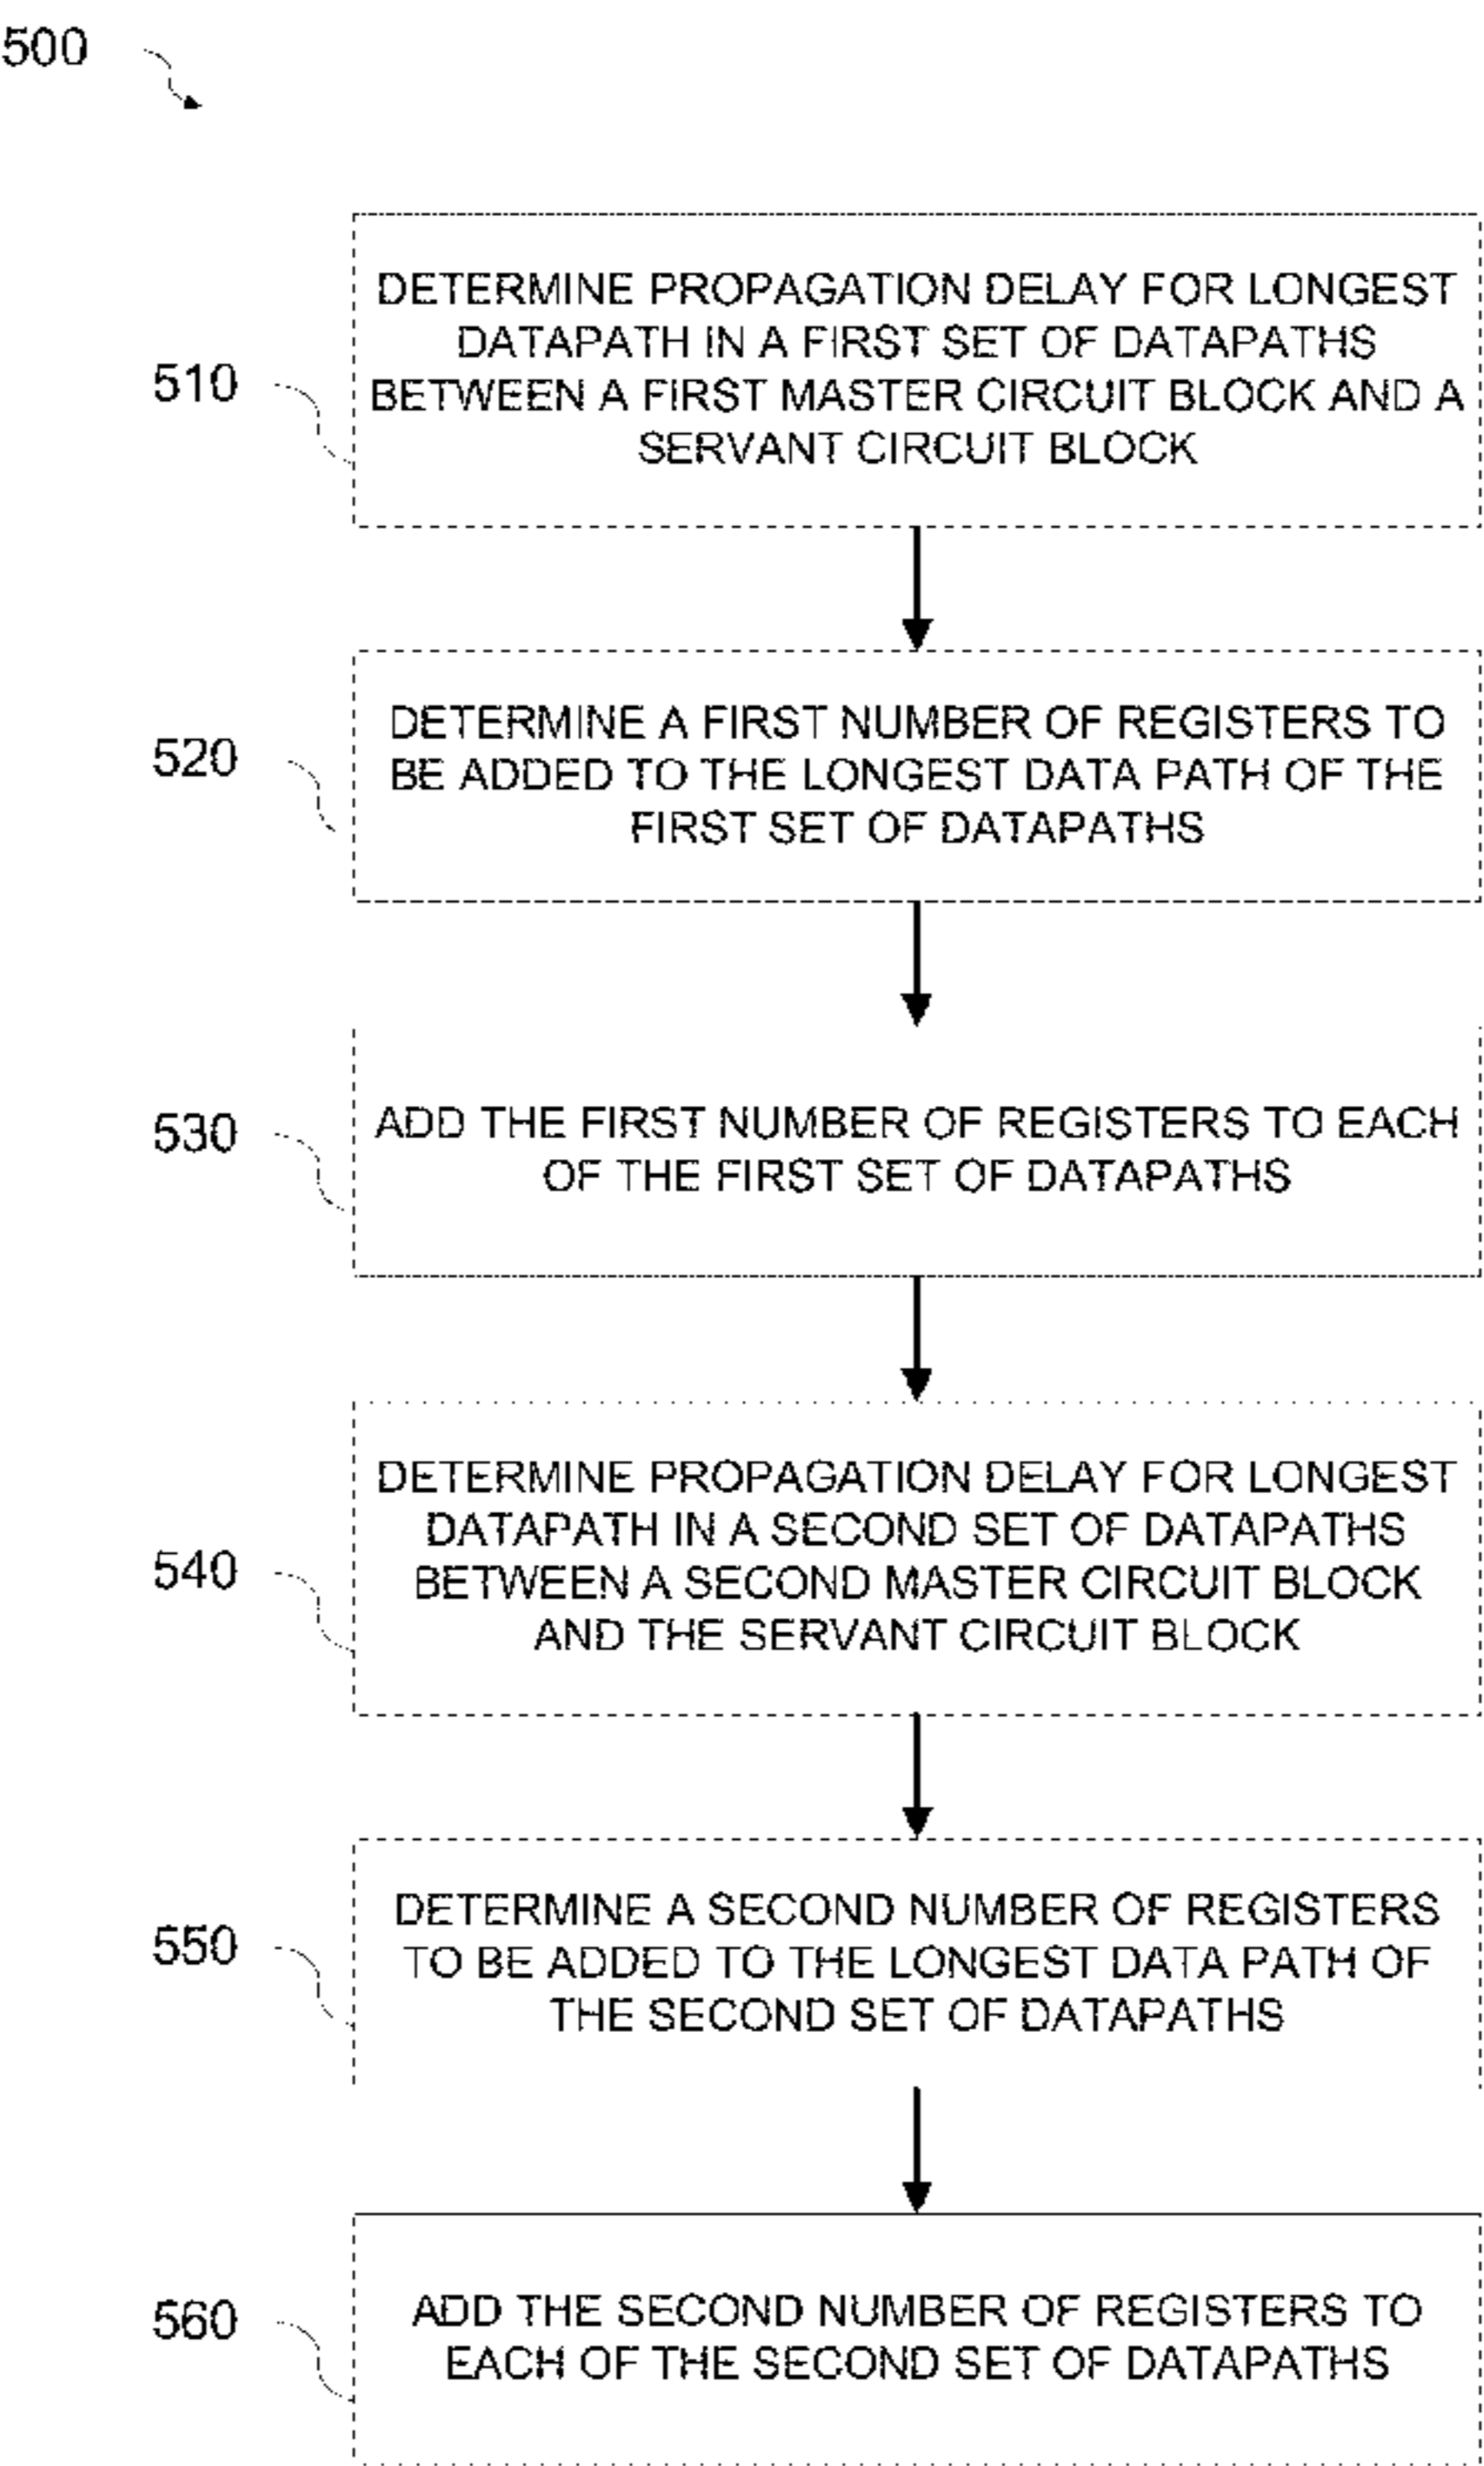 500
510
DETERMINE PROPAGATION DELAY FOR LONGEST
DATAPATH IN A FIRST SET OF DATAPATHS
BETWEEN A FIRST MASTER CIRCUIT BLOCK AND A
SERVANT CIRCUIT BLOCK
520
DETERMINE A FIRST NUMBER OF REGISTERS TO
BE ADDED TO THE LONGEST DATA PATH OF THE
FIRST SET OF DATAPATHS
530
ADD THE FIRST NUMBER OF REGISTERS TO EACH
OF THE FIRST SET OF DATAPATHS
540
DETERMINE PROPAGATION DELAY FOR LONGEST
DATAPATH IN A SECOND SET OF DATAPATHS
BETWEEN A SECOND MASTER CIRCUIT BLOCK
AND THE SERVANT CIRCUIT BLOCK
550
DETERMINE A SECOND NUMBER OF REGISTERS
TO BE ADDED TO THE LONGEST DATA PATH OF
THE SECOND SET OF DATAPATHS
560
ADD THE SECOND NUMBER OF REGISTERS TO
EACH OF THE SECOND SET OF DATAPATHS